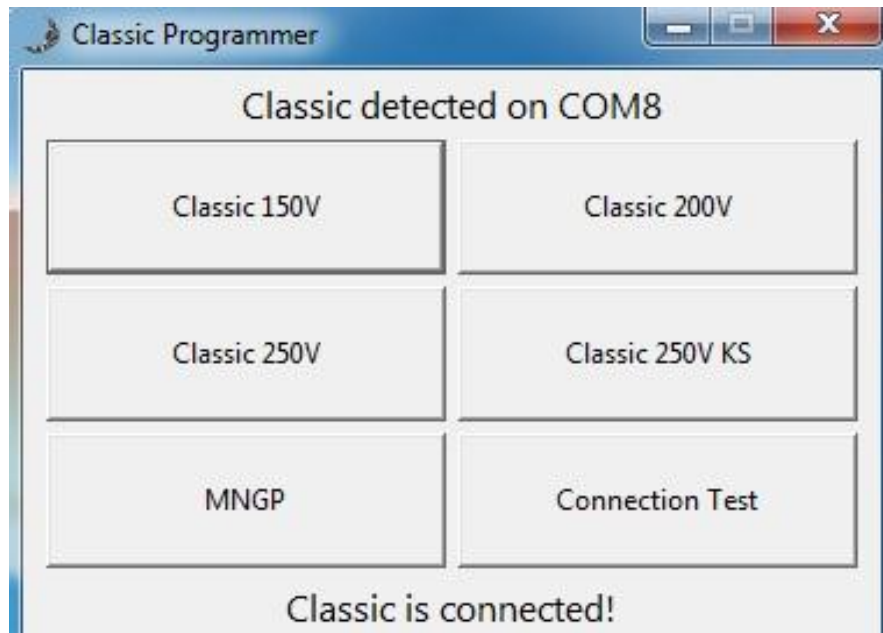 Classic Programmer
Classic detected on COM8
Classic 150V
Classic 200V
Classic 250V
Classic 250V KS
MNGP
Connection Test
Classic is connected!